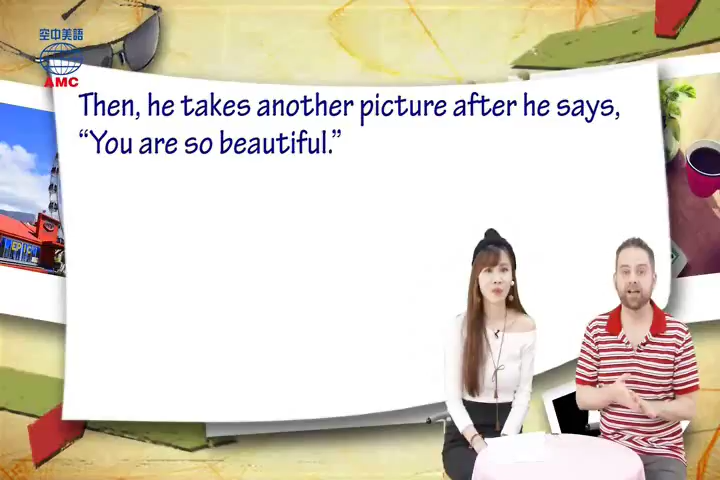 空中美語
AMC
Then, he takes another picture after he says,
“You are so beautiful.”